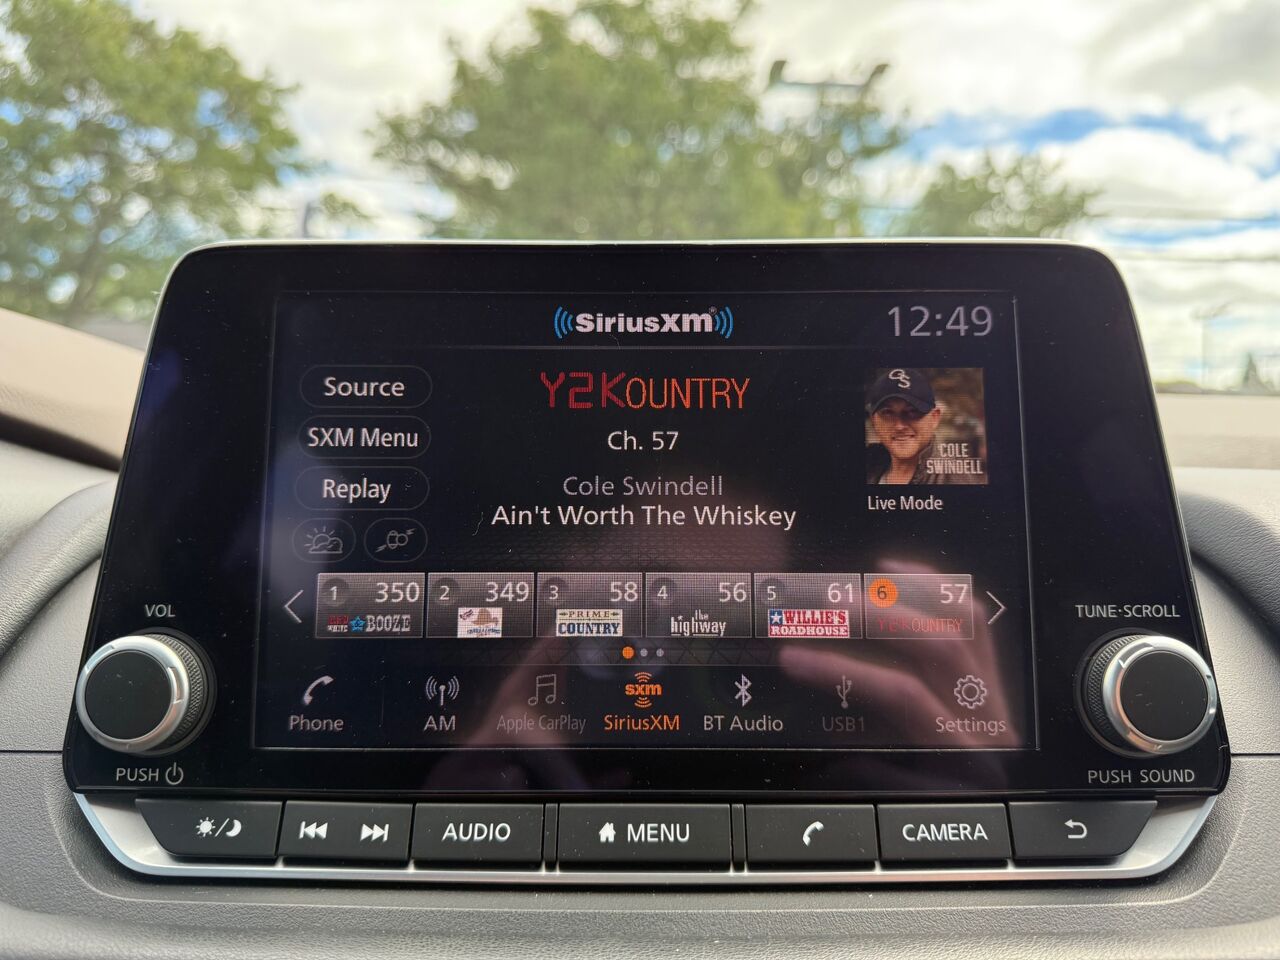 SiriusXM
12:49
Source
SXM Menu
Replay
Y2KOUNTRY
Ch. 57
Cole Swindell
Ain't Worth The Whiskey
CS
COLE
SWINDELL
Live Mode
1 350
BOOZE
2 349
3 58
PRIME
COUNTRY
4 56
the
highway
5 61
WILLIE'S
ROADHOUSE
6 57
Y2KOUNTRY
Phone
AM
Apple CarPlay
sxm
SiriusXM
BT Audio
USB1
Settings
VOL
PUSH
TUNE·SCROLL
PUSH SOUND
AUDIO
MENU
CAMERA